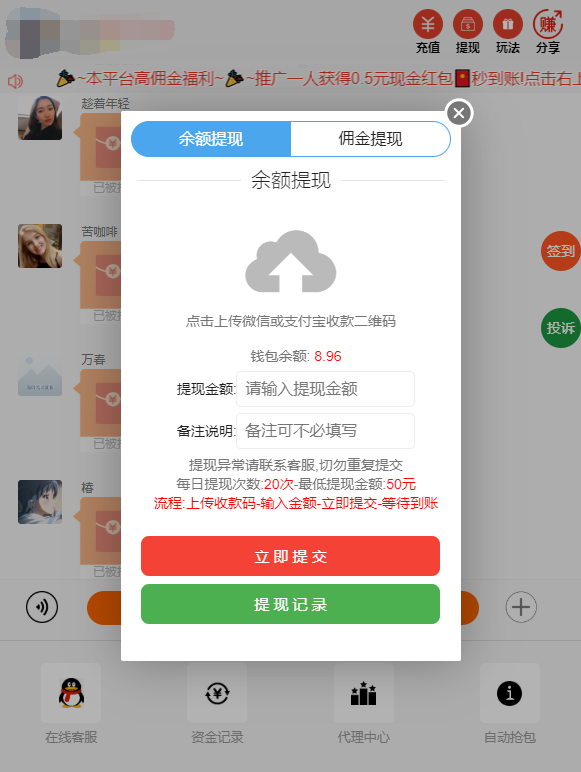 充值 提现 玩法 赚 分享
~本平台高佣金福利~ ~推广一人获得0.5元现金红包 秒到账!点击右上
趁着年轻
余额提现 佣金提现
余额提现
已被
苦咖啡
签到
点击上传微信或支付宝收款二维码
已被
投诉
钱包余额: 8.96
万春
提现金额: 请输入提现金额
备注说明: 备注可不必填写
提现异常请联系客服,切勿重复提交
已被
每日提现次数:20次-最低提现金额:50元
椿
流程:上传收款码-输入金额-立即提交-等待到账
立即提交
已被
提现记录
在线客服 资金记录 代理中心 自动抢包